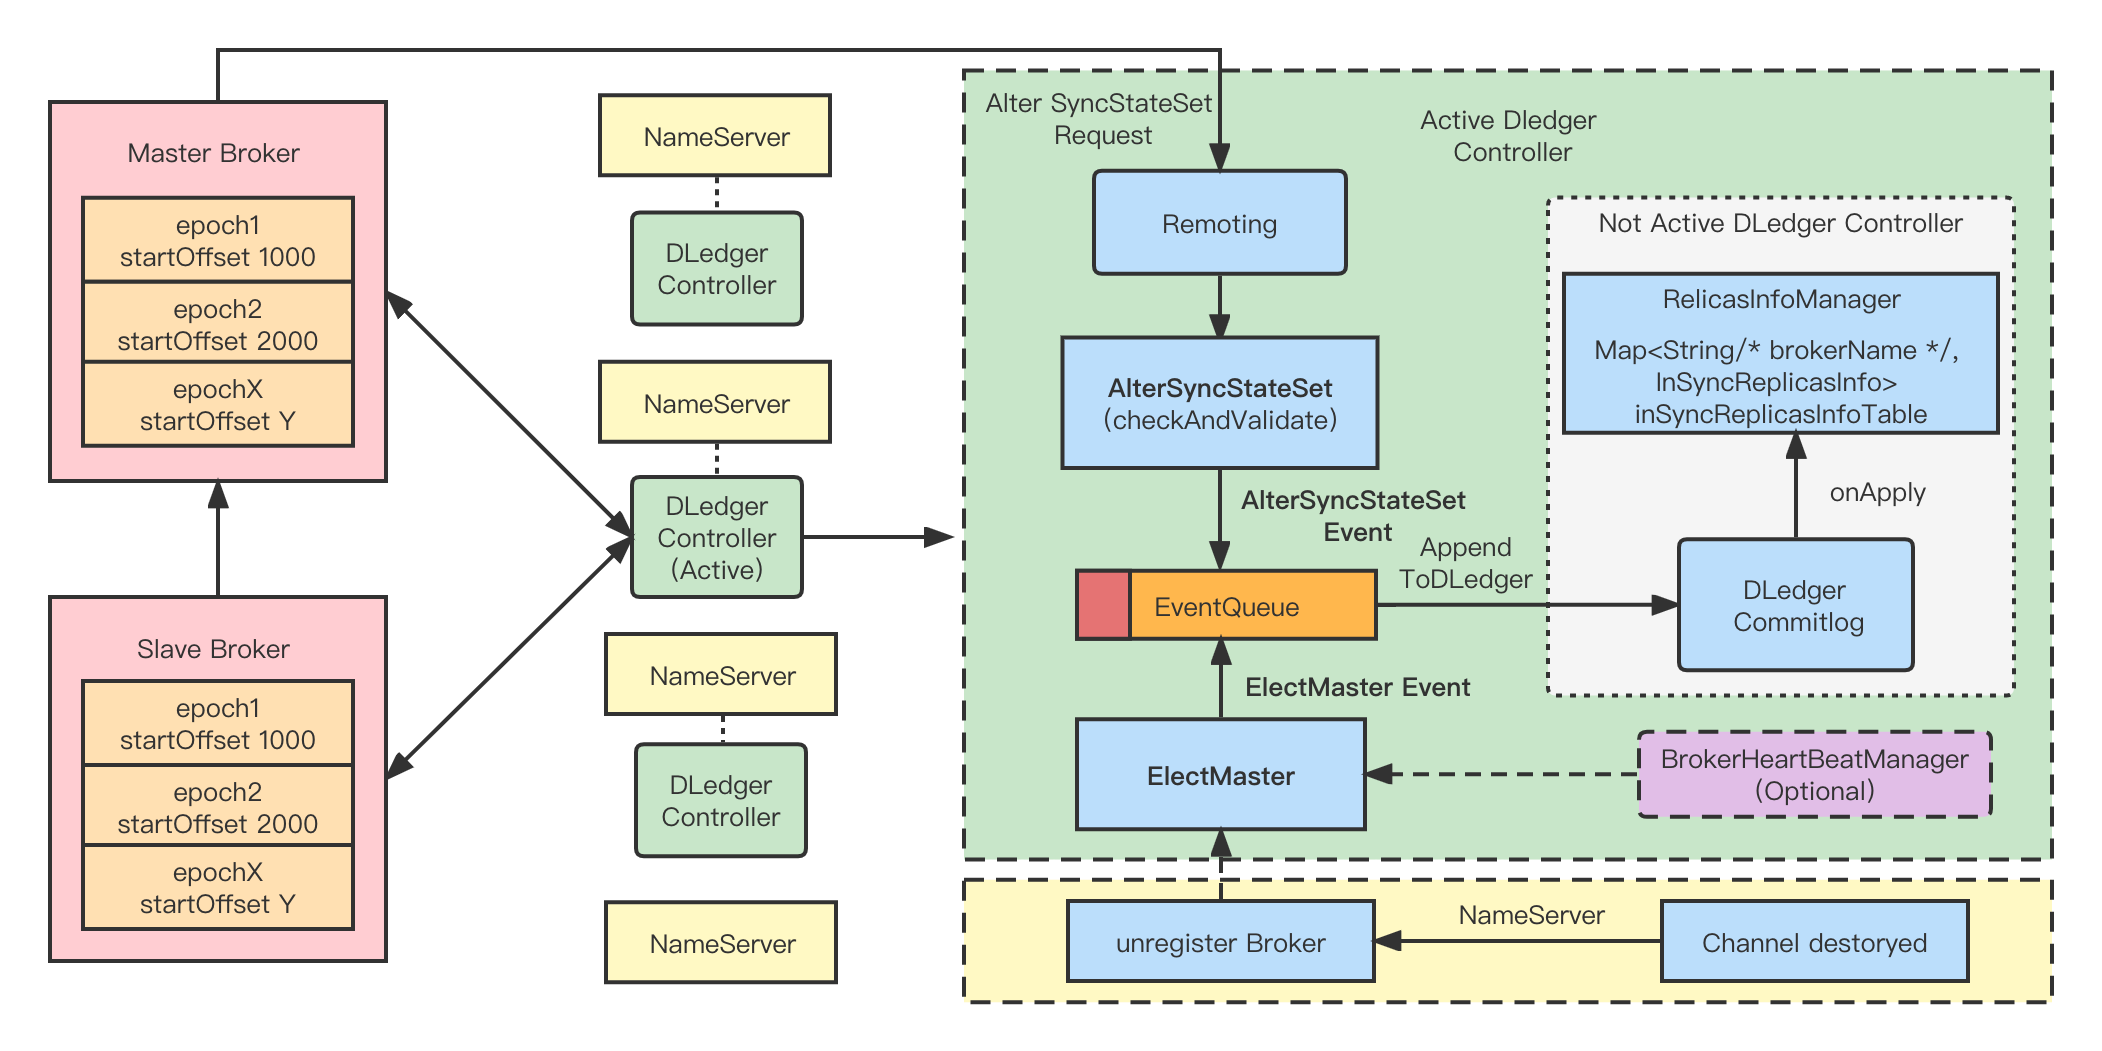 Master Broker
epoch1
startOffset 1000
epoch2
startOffset 2000
epochX
startOffset Y
Slave Broker
epoch1
startOffset 1000
epoch2
startOffset 2000
epochX
startOffset Y
NameServer
DLedger
Controller
NameServer
DLedger
Controller
(Active)
NameServer
DLedger
Controller
NameServer
Alter SyncStateSet
Request
Active Dledger
Controller
Remoting
AlterSyncStateSet
(checkAndValidate)
AlterSyncStateSet
Event
EventQueue
Append
ToDLedger
Not Active DLedger Controller
RelicasInfoManager
Map<String/* brokerName */,
InSyncReplicasInfo>
inSyncReplicasInfoTable
onApply
DLedger
Commitlog
ElectMaster Event
ElectMaster
BrokerHeartBeatManager
(Optional)
unregister Broker
NameServer
Channel destoryed